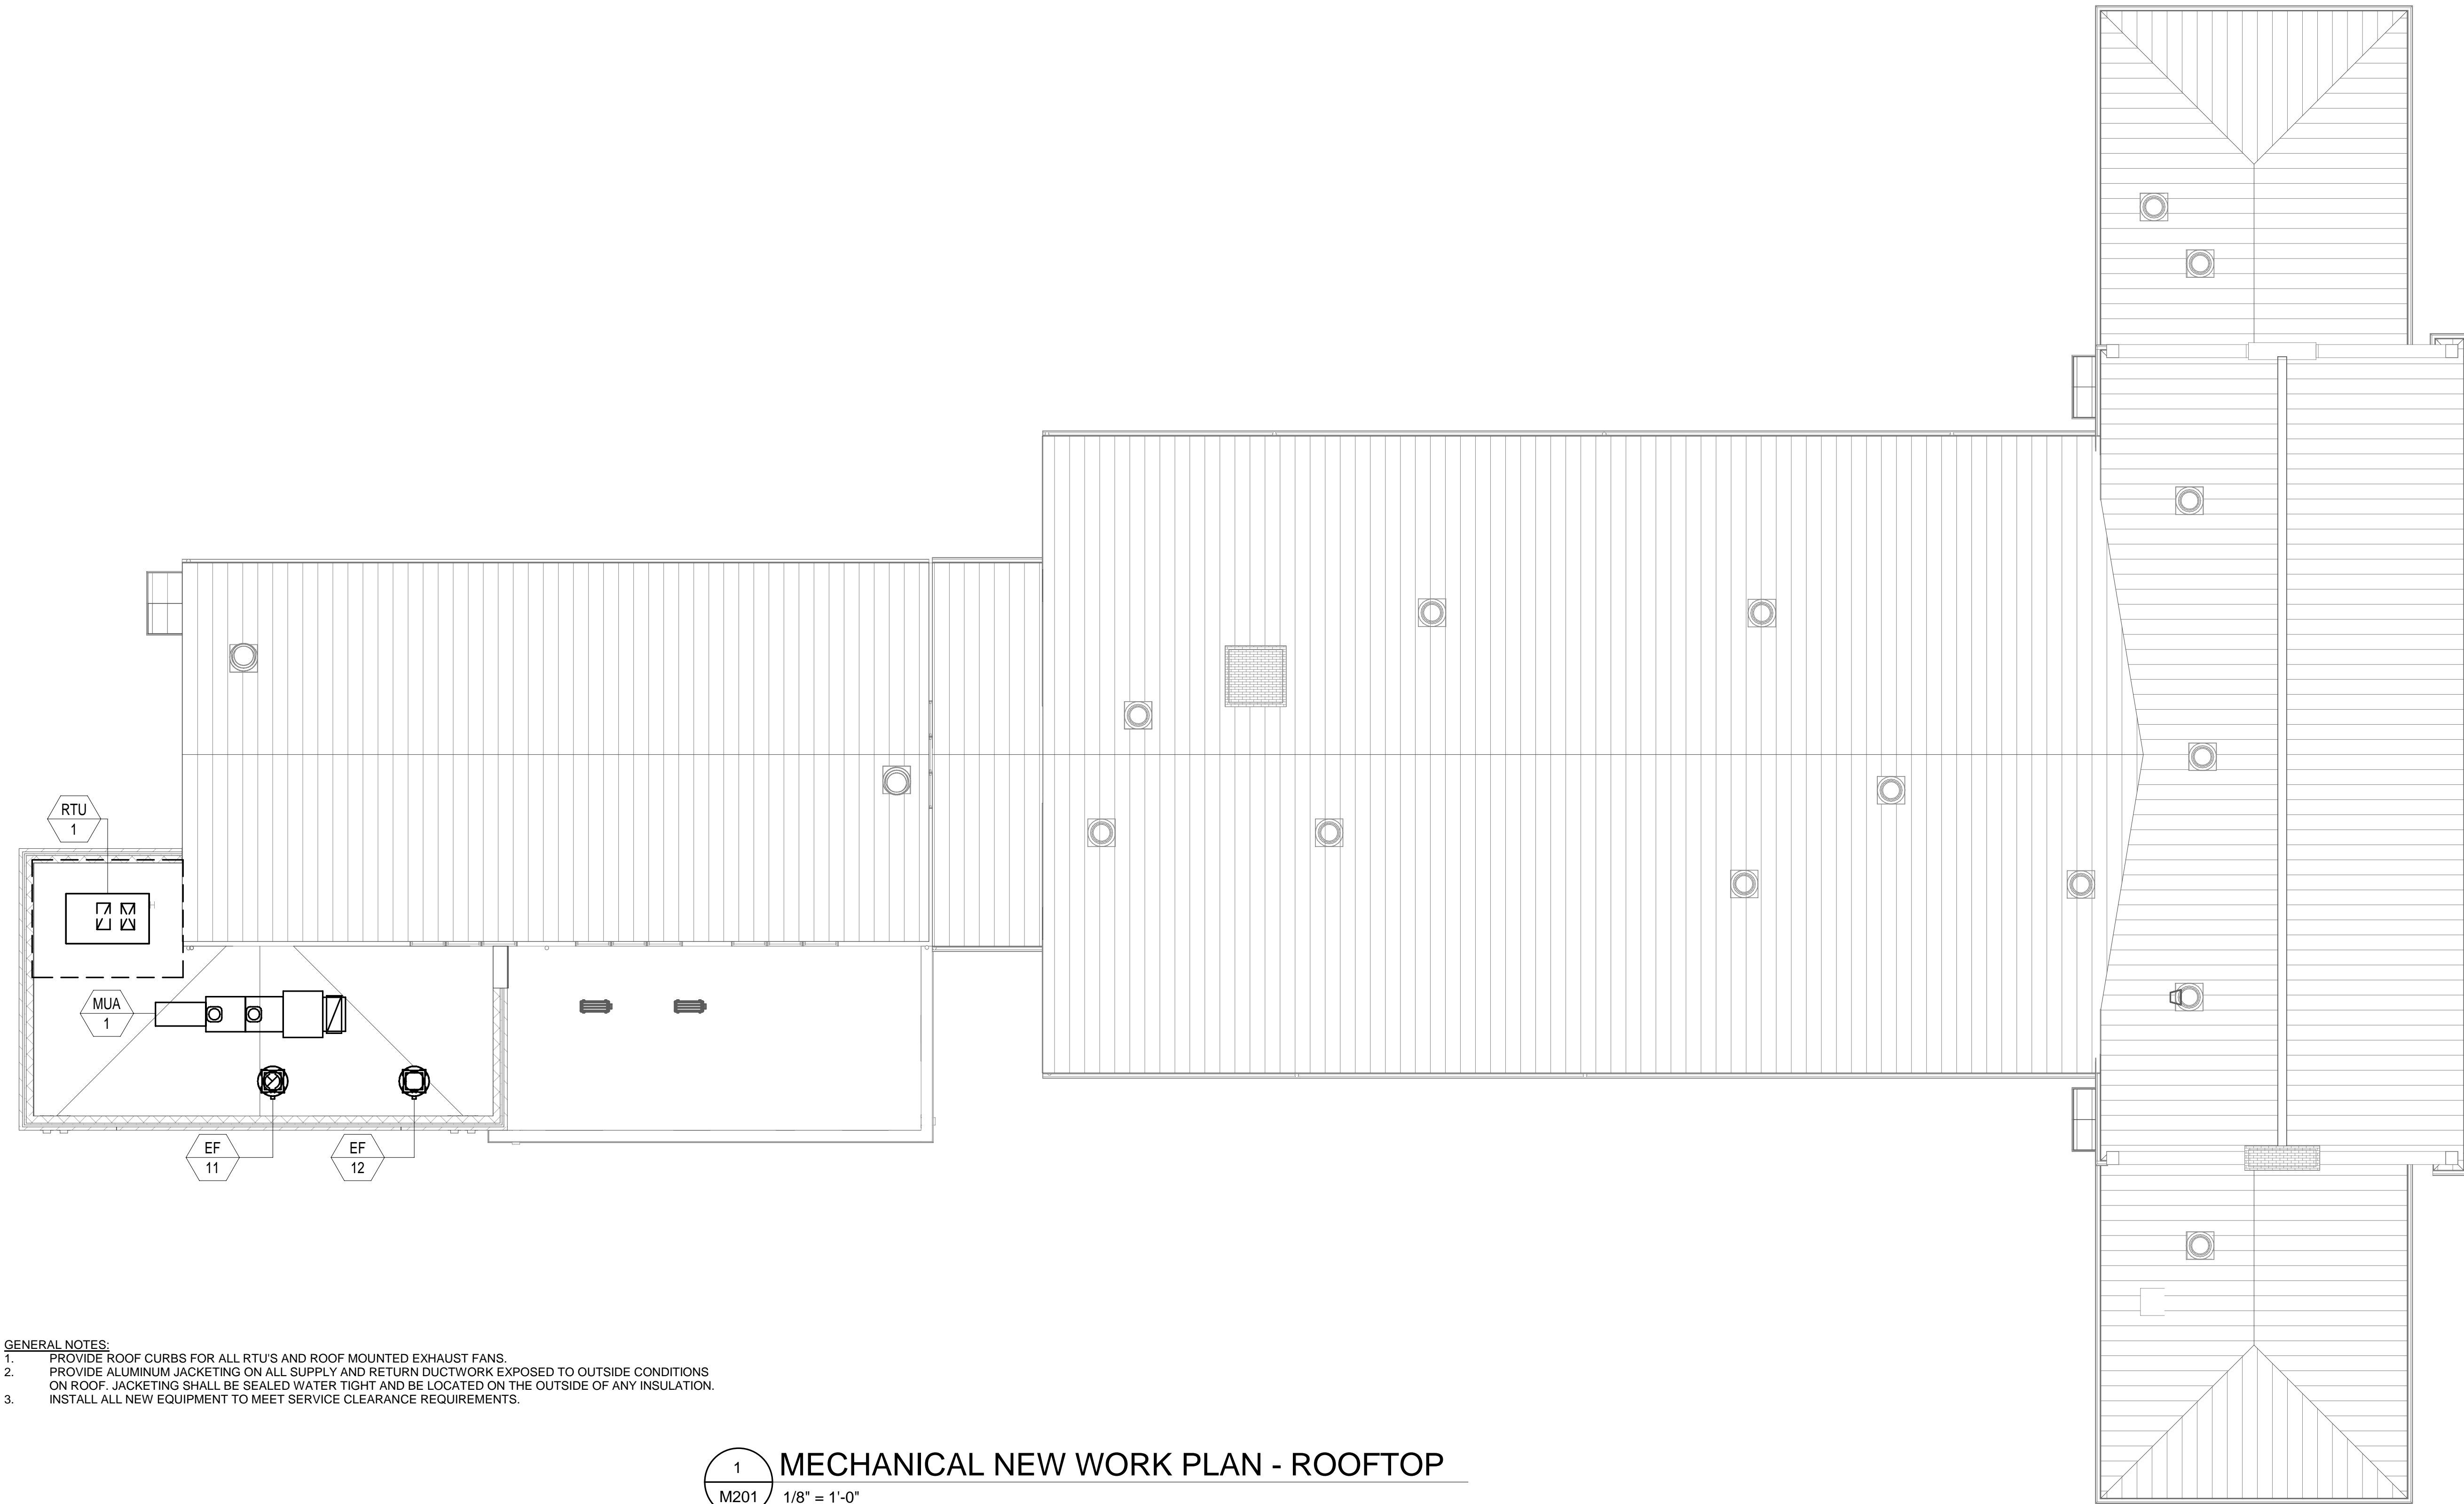 RTU
1
MUA
1
EF
11
EF
12
GENERAL NOTES:
1. PROVIDE ROOF CURBS FOR ALL RTU'S AND ROOF MOUNTED EXHAUST FANS.
2. PROVIDE ALUMINUM JACKETING ON ALL SUPPLY AND RETURN DUCTWORK EXPOSED TO OUTSIDE CONDITIONS
ON ROOF. JACKETING SHALL BE SEALED WATER TIGHT AND BE LOCATED ON THE OUTSIDE OF ANY INSULATION.
3. INSTALL ALL NEW EQUIPMENT TO MEET SERVICE CLEARANCE REQUIREMENTS.
1 MECHANICAL NEW WORK PLAN - ROOFTOP
M201 1/8" = 1'-0"